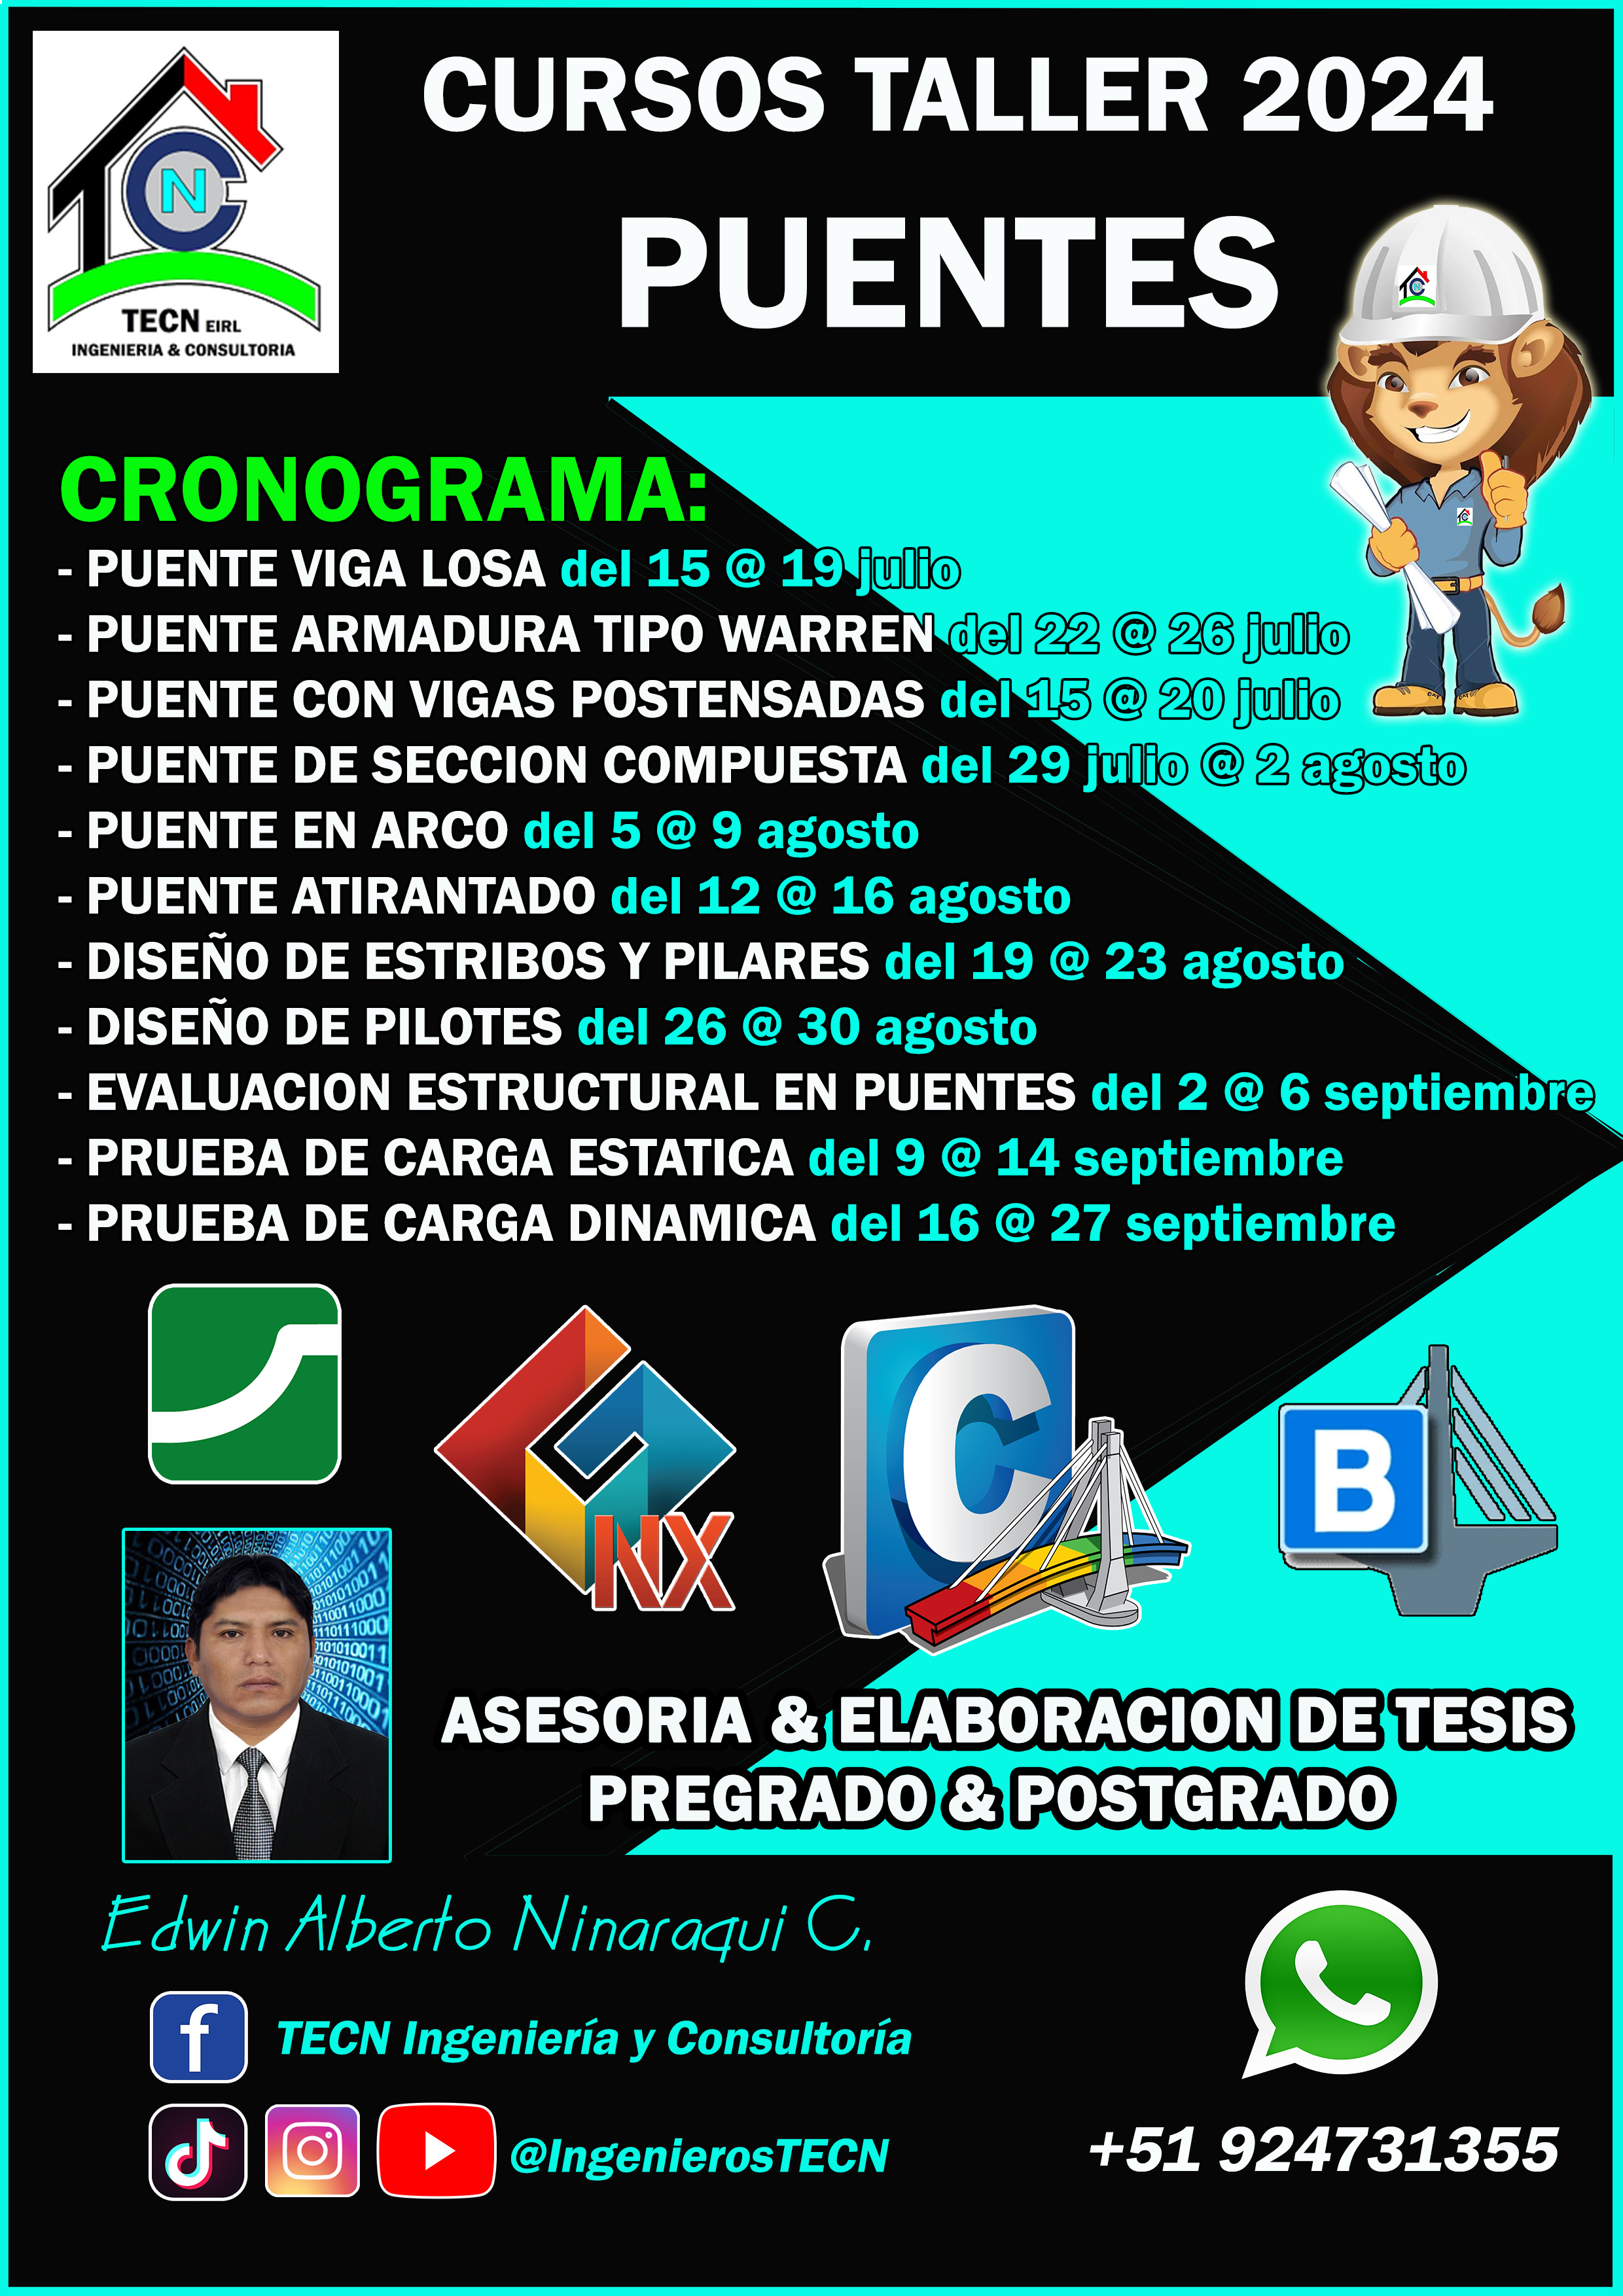 CURSOS TALLER 2024
PUENTES
TCN
TECN EIRL
INGENIERIA & CONSULTORIA
CRONOGRAMA:
- PUENTE VIGA LOSA del 15 @ 19 julio
- PUENTE ARMADURA TIPO WARREN del 22 @ 26 julio
- PUENTE CON VIGAS POSTENSADAS del 15 @ 20 julio
- PUENTE DE SECCION COMPUESTA del 29 julio @ 2 agosto
- PUENTE EN ARCO del 5 @ 9 agosto
- PUENTE ATIRANTADO del 12 @ 16 agosto
- DISEÑO DE ESTRIBOS Y PILARES del 19 @ 23 agosto
- DISEÑO DE PILOTES del 26 @ 30 agosto
- EVALUACION ESTRUCTURAL EN PUENTES del 2 @ 6 septiembre
- PRUEBA DE CARGA ESTATICA del 9 @ 14 septiembre
- PRUEBA DE CARGA DINAMICA del 16 @ 27 septiembre
NX
C
B
ASESORIA & ELABORACION DE TESIS
PREGRADO & POSTGRADO
Edwin Alberto Ninaraqui C.
f
TECN Ingeniería y Consultoría
@IngenierosTECN
+51 924731355